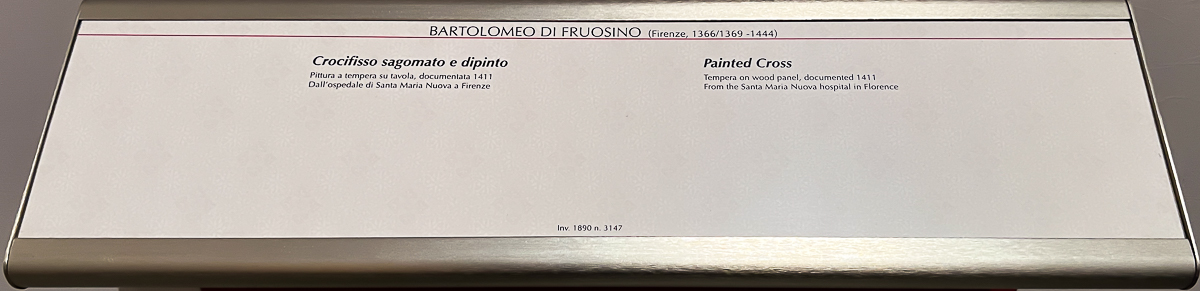 BARTOLOMEO DI FRUOSINO (Firenze, 1366/1369 -1444)
Crocifisso sagomato e dipinto
Pittura a tempera su tavola, documentata 1411
Dall'ospedale di Santa Maria Nuova a Firenze
Painted Cross
Tempera on wood panel, documented 1411
From the Santa Maria Nuova hospital in Florence
Inv. 1890 n. 3147